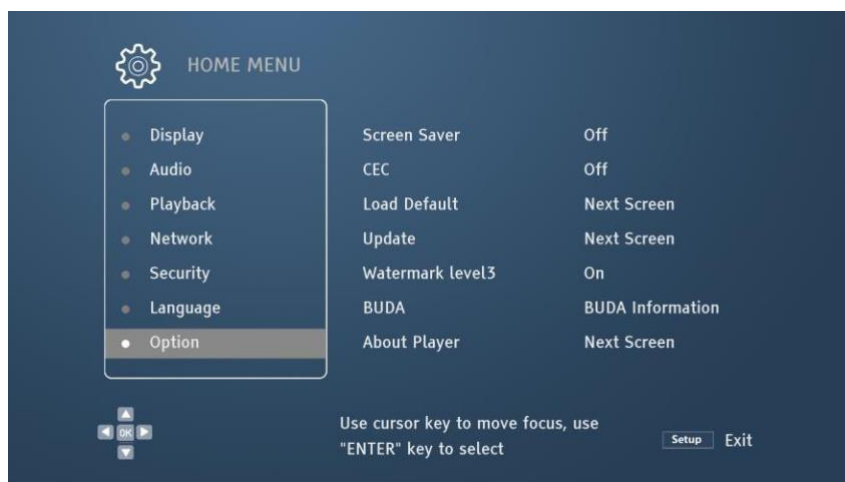 HOME MENU
Display Screen Saver Off
Audio CEC Off
Playback Load Default Next Screen
Network Update Next Screen
Security Watermark level3 On
Language BUDA BUDA Information
Option About Player Next Screen
OK
Use cursor key to move focus, use
"ENTER" key to select
Setup Exit